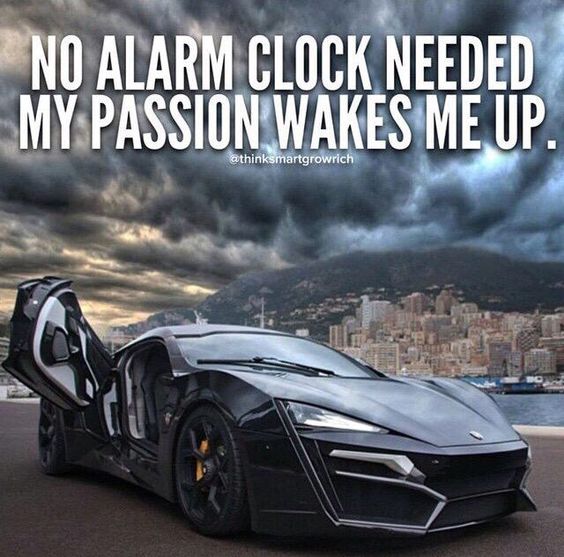 NO ALARM CLOCK NEEDED
MY PASSION WAKES ME UP.
@thinksmartgrowrich